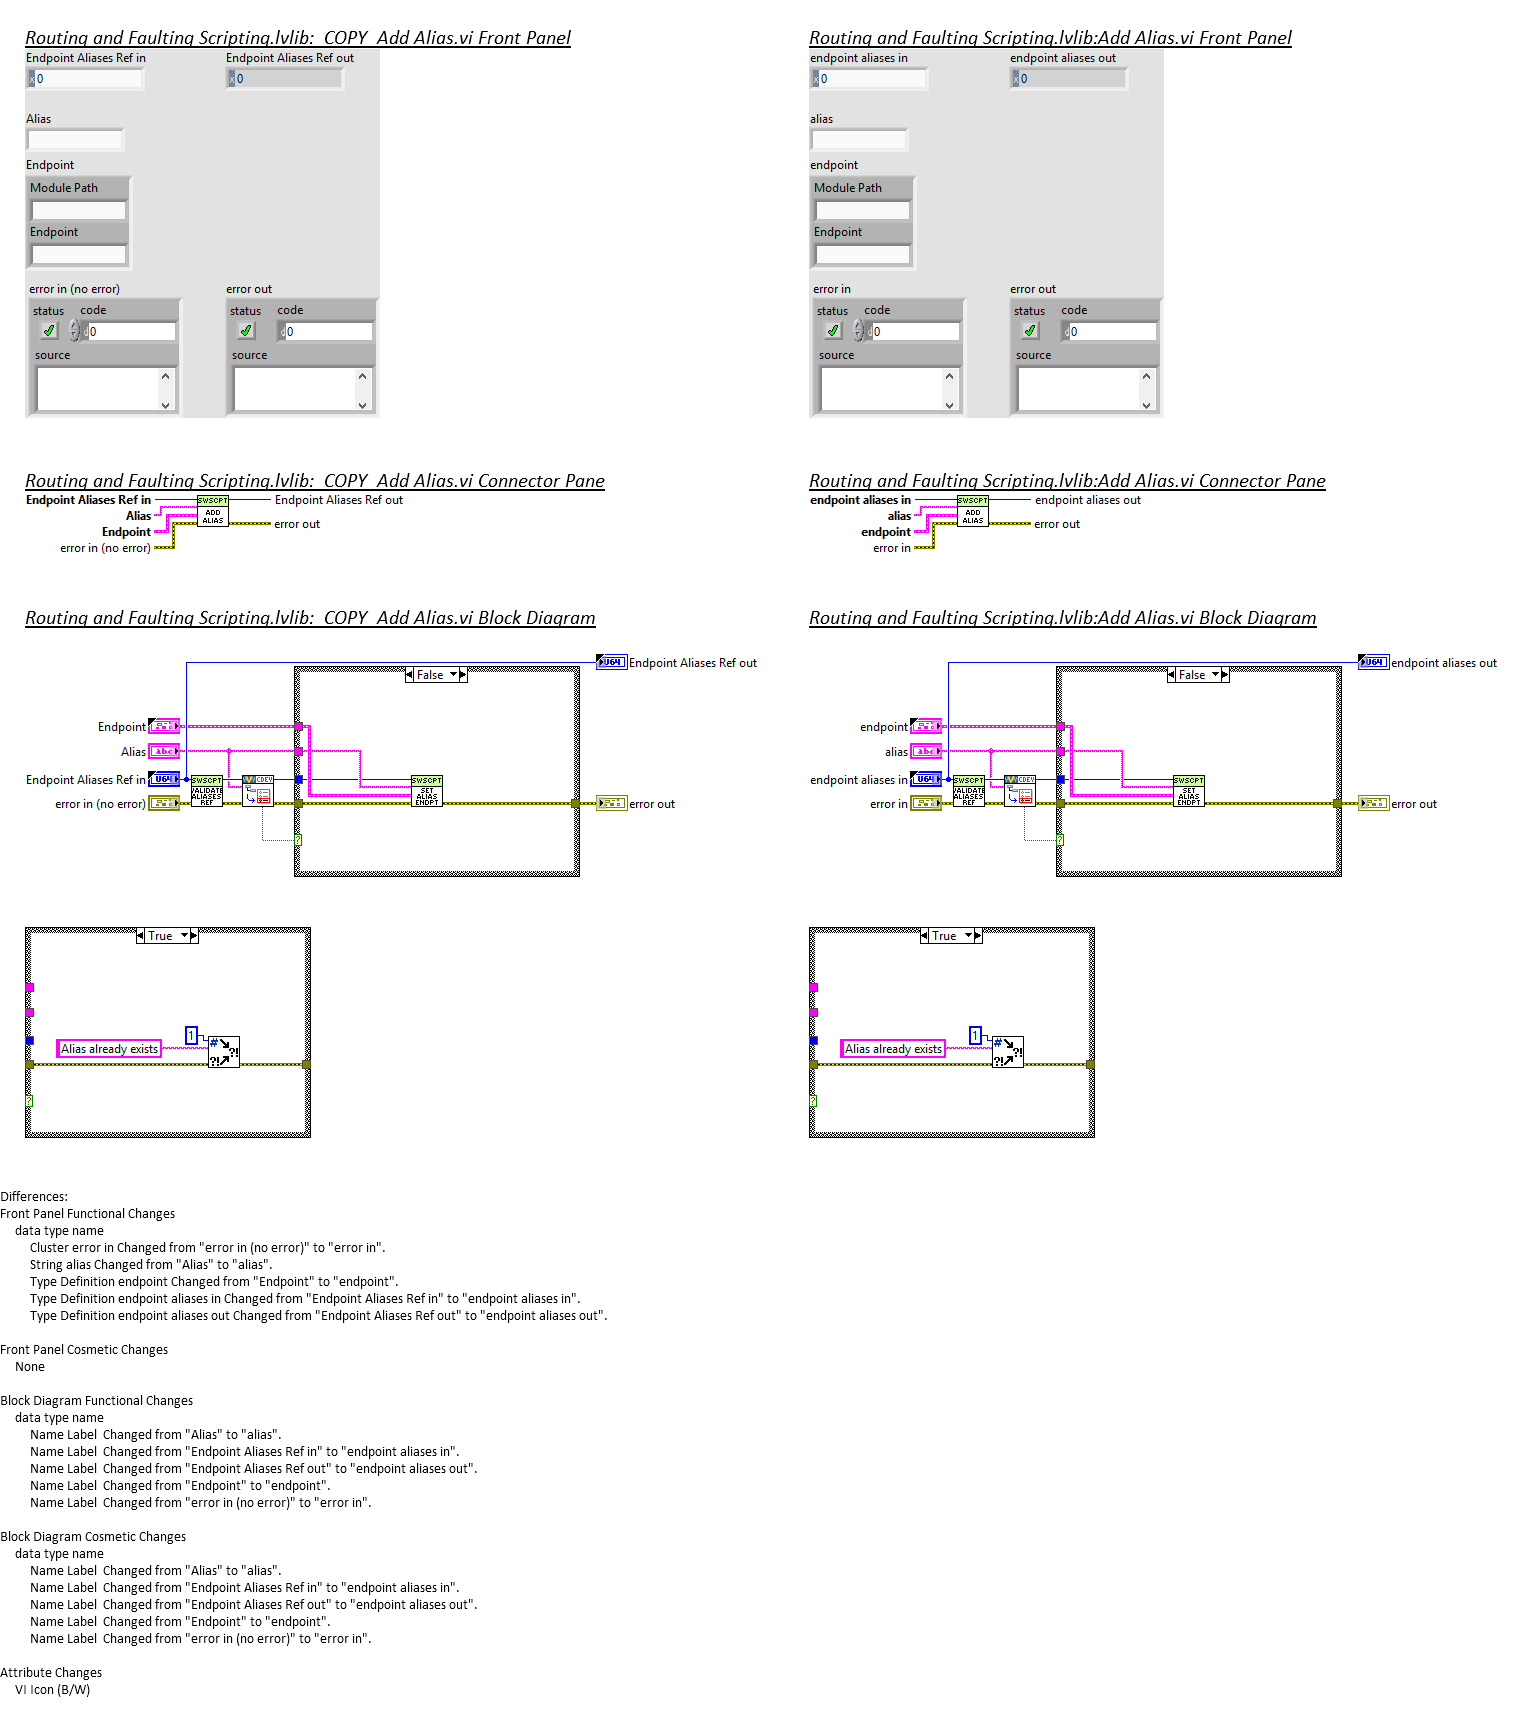 Routing and Faulting Scripting.lvlib:  COPY  Add Alias.vi Front Panel
Endpoint Aliases Ref in
Endpoint Aliases Ref out
x 0
x 0
Alias
Endpoint
Module Path
Endpoint
error in (no error)
error out
status
code
status
code
d 0
d 0
source
source
Routing and Faulting Scripting.lvlib:Add Alias.vi Front Panel
endpoint aliases in
endpoint aliases out
x 0
x 0
alias
endpoint
Module Path
Endpoint
error in
error out
status
code
status
code
d 0
d 0
source
source
Routing and Faulting Scripting.lvlib:  COPY  Add Alias.vi Connector Pane
Endpoint Aliases Ref in
Alias
Endpoint
error in (no error)
SWSCPT
ADD
ALIAS
Endpoint Aliases Ref out
error out
Routing and Faulting Scripting.lvlib:Add Alias.vi Connector Pane
endpoint aliases in
alias
endpoint
error in
SWSCPT
ADD
ALIAS
endpoint aliases out
error out
Routing and Faulting Scripting.lvlib:  COPY  Add Alias.vi Block Diagram
U64
Endpoint Aliases Ref out
False
Endpoint
Alias
abc
Endpoint Aliases Ref in
U64
error in (no error)
SWSCPT
VALIDATE
ALIASES
REF
CDEV
SWSCPT
SET
ALIAS
ENDPT
error out
?
True
1
Alias already exists
#
?!
?!
?
Routing and Faulting Scripting.lvlib:Add Alias.vi Block Diagram
U64
endpoint aliases out
False
endpoint
alias
abc
endpoint aliases in
U64
error in
SWSCPT
VALIDATE
ALIASES
REF
CDEV
SWSCPT
SET
ALIAS
ENDPT
error out
?
True
1
Alias already exists
#
?!
?!
?
Differences:
Front Panel Functional Changes
data type name
Cluster error in Changed from "error in (no error)" to "error in".
String alias Changed from "Alias" to "alias".
Type Definition endpoint Changed from "Endpoint" to "endpoint".
Type Definition endpoint aliases in Changed from "Endpoint Aliases Ref in" to "endpoint aliases in".
Type Definition endpoint aliases out Changed from "Endpoint Aliases Ref out" to "endpoint aliases out".
Front Panel Cosmetic Changes
None
Block Diagram Functional Changes
data type name
Name Label  Changed from "Alias" to "alias".
Name Label  Changed from "Endpoint Aliases Ref in" to "endpoint aliases in".
Name Label  Changed from "Endpoint Aliases Ref out" to "endpoint aliases out".
Name Label  Changed from "Endpoint" to "endpoint".
Name Label  Changed from "error in (no error)" to "error in".
Block Diagram Cosmetic Changes
data type name
Name Label  Changed from "Alias" to "alias".
Name Label  Changed from "Endpoint Aliases Ref in" to "endpoint aliases in".
Name Label  Changed from "Endpoint Aliases Ref out" to "endpoint aliases out".
Name Label  Changed from "Endpoint" to "endpoint".
Name Label  Changed from "error in (no error)" to "error in".
Attribute Changes
VI Icon (B/W)